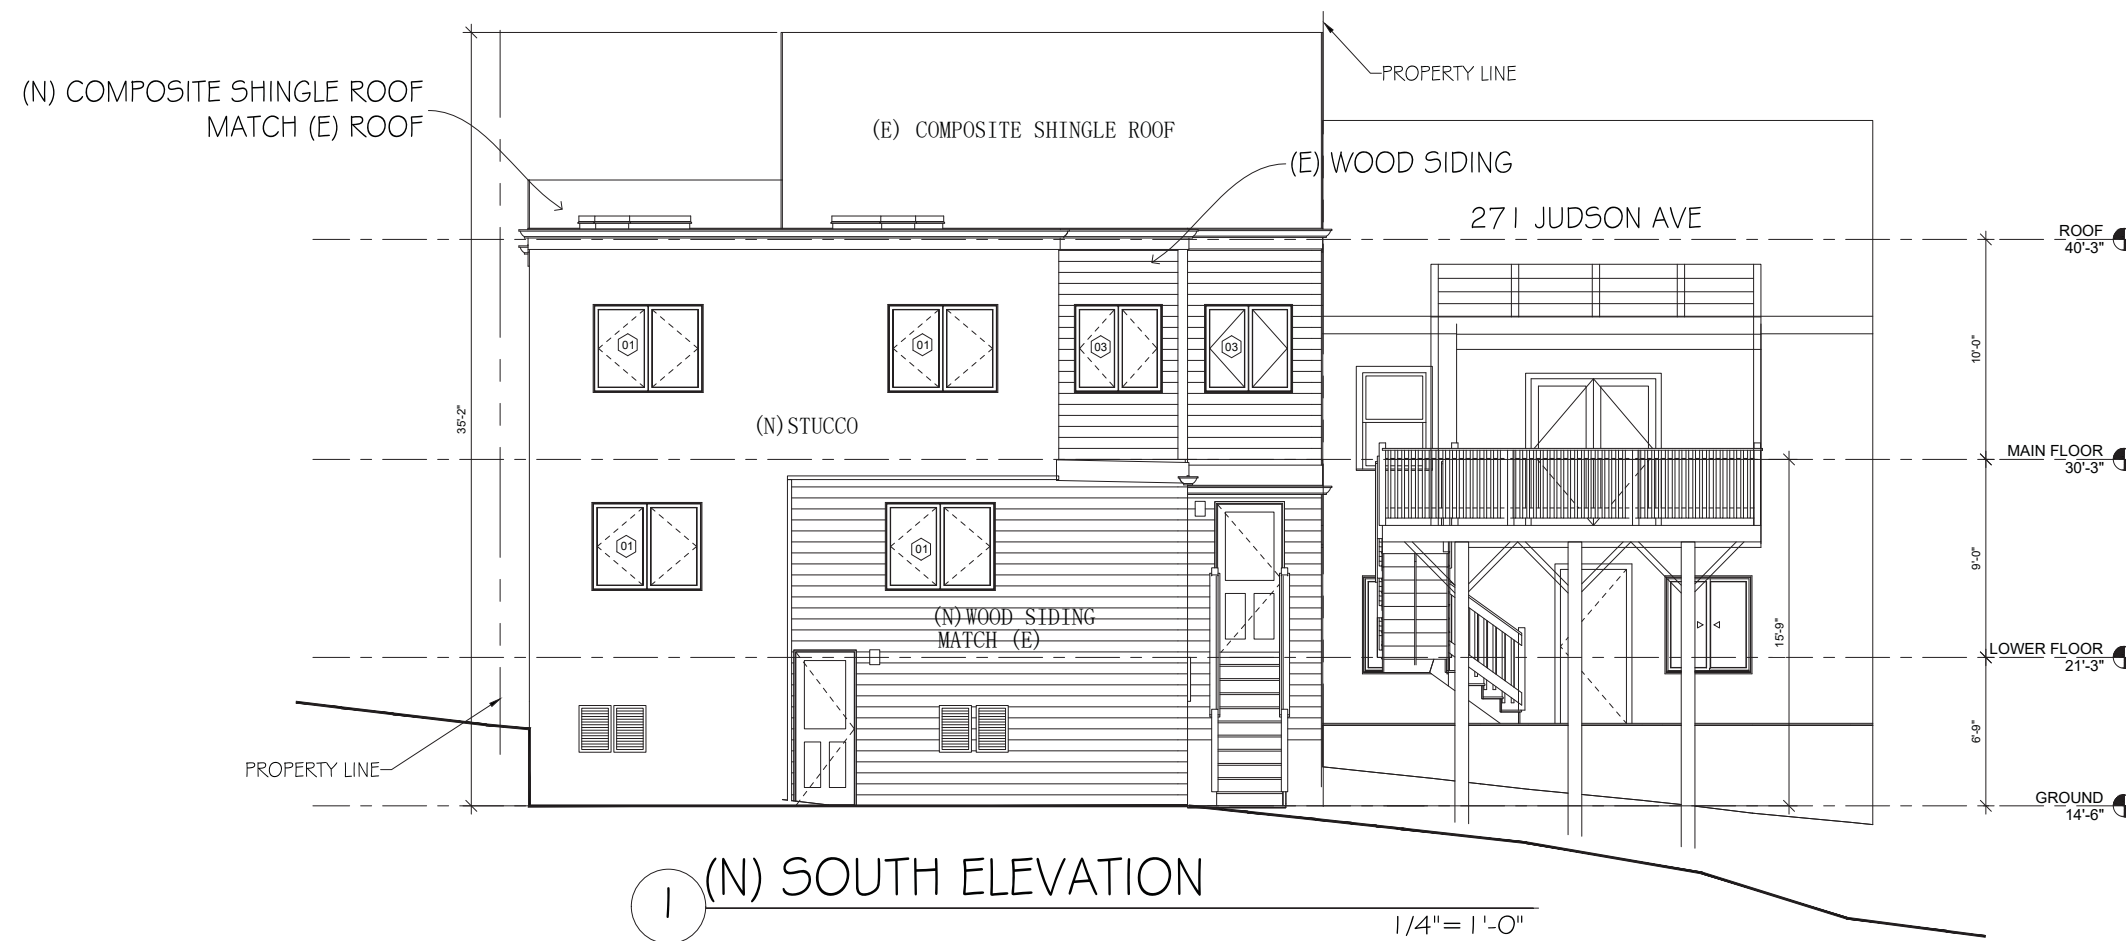 PROPERTY LINE
(N) COMPOSITE SHINGLE ROOF
MATCH (E) ROOF
(E) COMPOSITE SHINGLE ROOF
(E) WOOD SIDING
271 JUDSON AVE
ROOF
40'-3"
01
01
03
03
10'-0"
35'-2"
(N)STUCCO
MAIN FLOOR
30'-3"
01
01
9'-0"
(N)WOOD SIDING
MATCH (E)
15'-9"
LOWER FLOOR
21'-3"
6'-9"
PROPERTY LINE
GROUND
14'-6"
1
(N) SOUTH ELEVATION
1/4"= 1'-0"